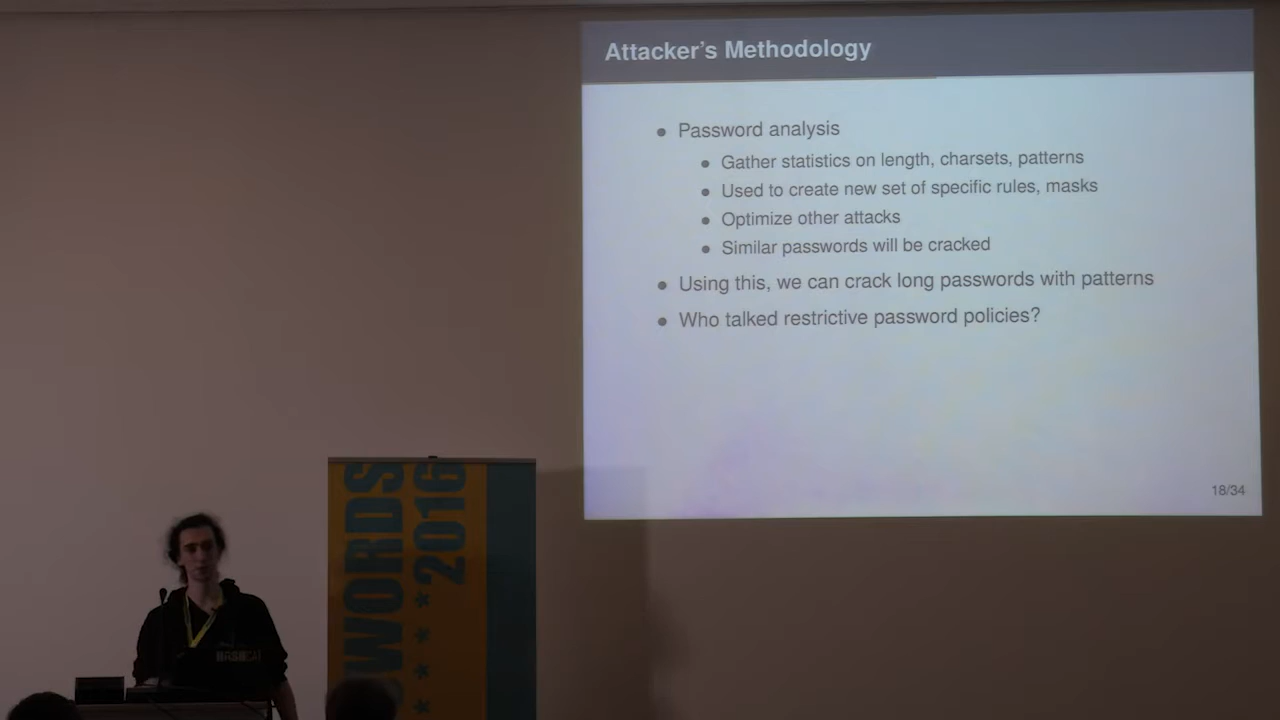 Attacker's Methodology
Password analysis
Gather statistics on length, charsets, patterns
Used to create new set of specific rules, masks
Optimize other attacks
Similar passwords will be cracked
Using this, we can crack long passwords with patterns
Who talked restrictive password policies?
18/34
WORDS
2016
****
HASHCAT